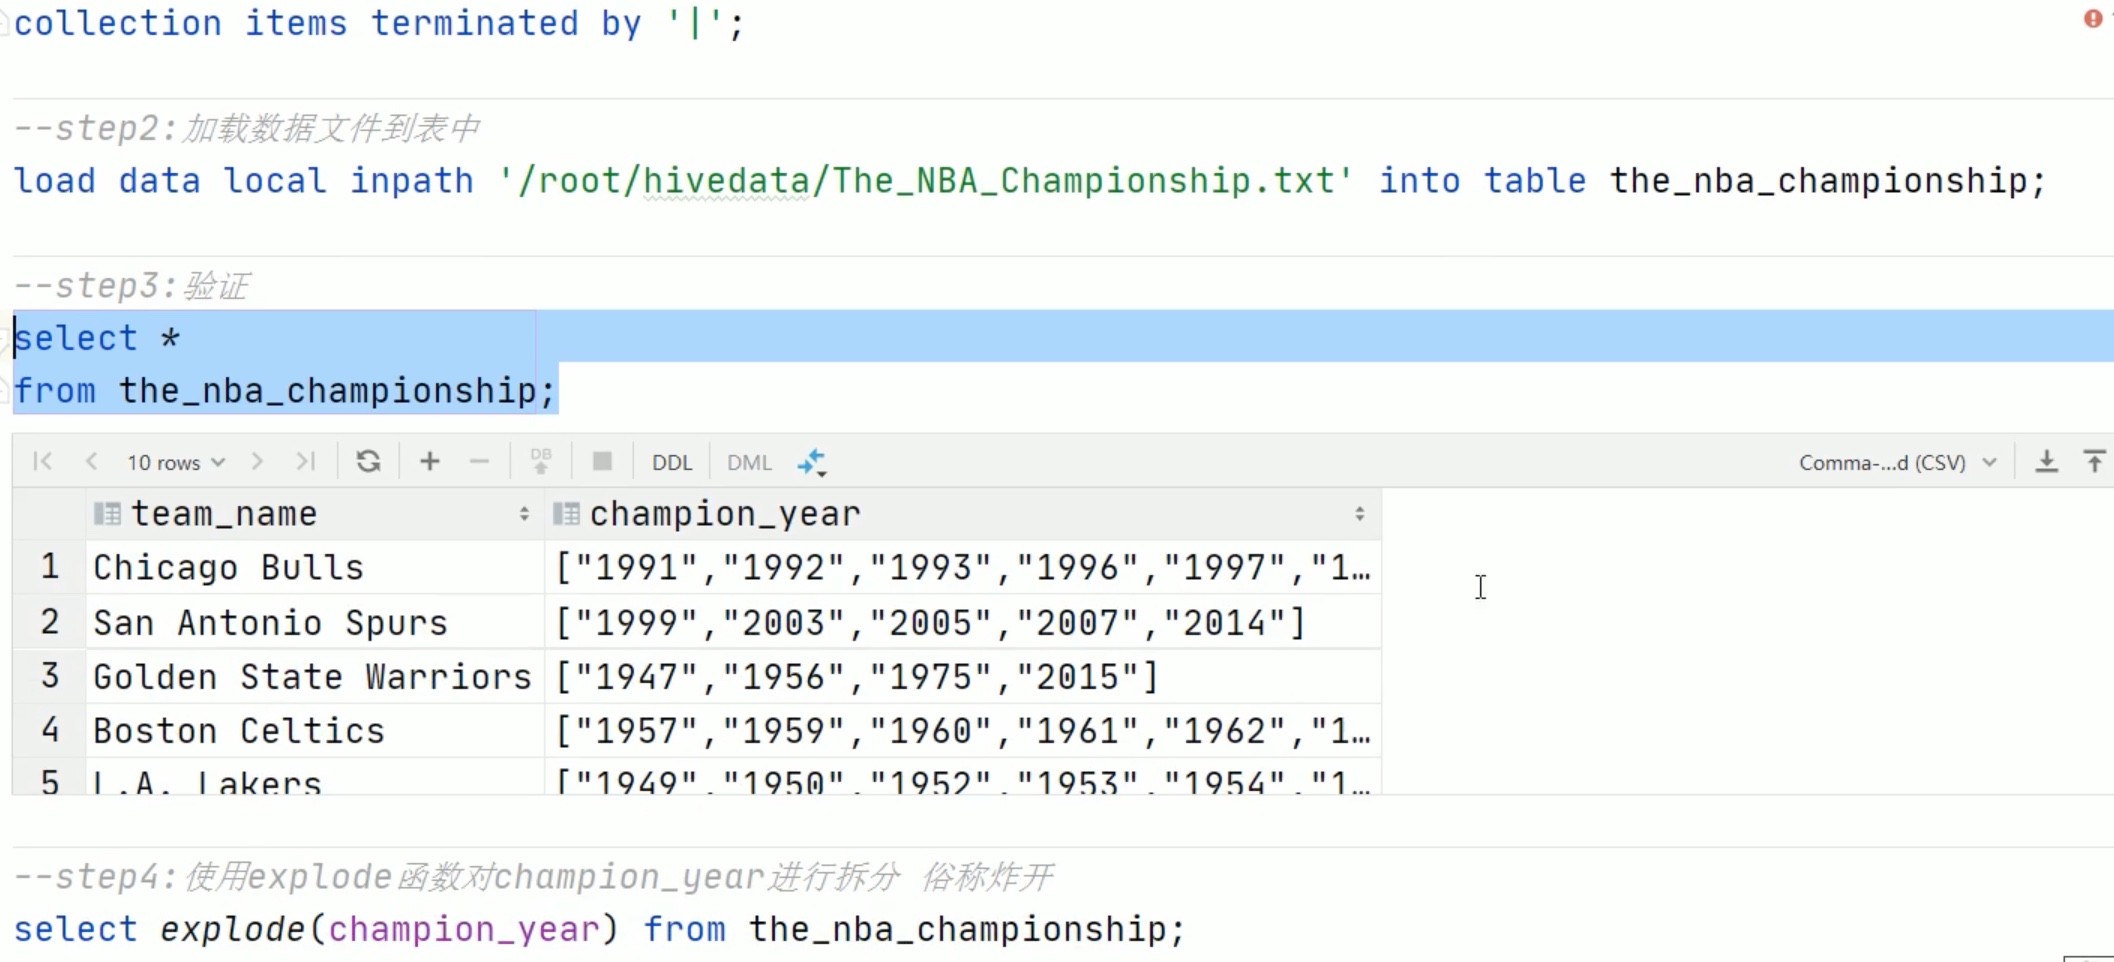 collection items terminated by '|';
--step2:加载数据文件到表中
load data local inpath '/root/hivedata/The_NBA_Championship.txt' into table the_nba_championship;
--step3:验证
select *
from the_nba_championship;
10 rows DB DDL DML Comma-...d (CSV)
team_name champion_year
1 Chicago Bulls ["1991","1992","1993","1996","1997","1…
2 San Antonio Spurs ["1999","2003","2005","2007","2014"]
3 Golden State Warriors ["1947","1956","1975","2015"]
4 Boston Celtics ["1957","1959","1960","1961","1962","1…
5 L.A. Lakers ["1949","1950","1952","1953","1954","1…
--step4:使用explode函数对champion_year进行拆分 俗称炸开
select explode(champion_year) from the_nba_championship;